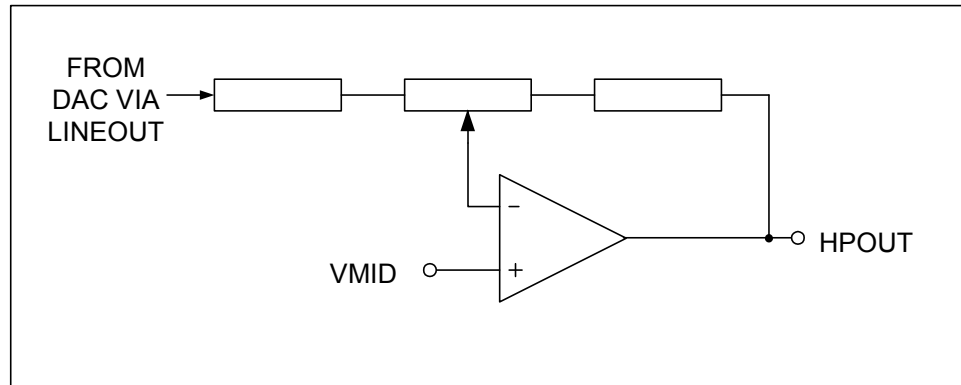 FROM
DAC VIA
LINEOUT
−
VMID
+
HPOUT